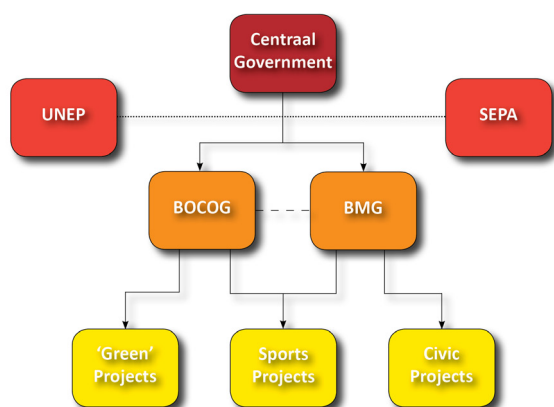 Centraal
Government
UNEP
SEPA
BOCOG
BMG
‘Green’
Projects
Sports
Projects
Civic
Projects